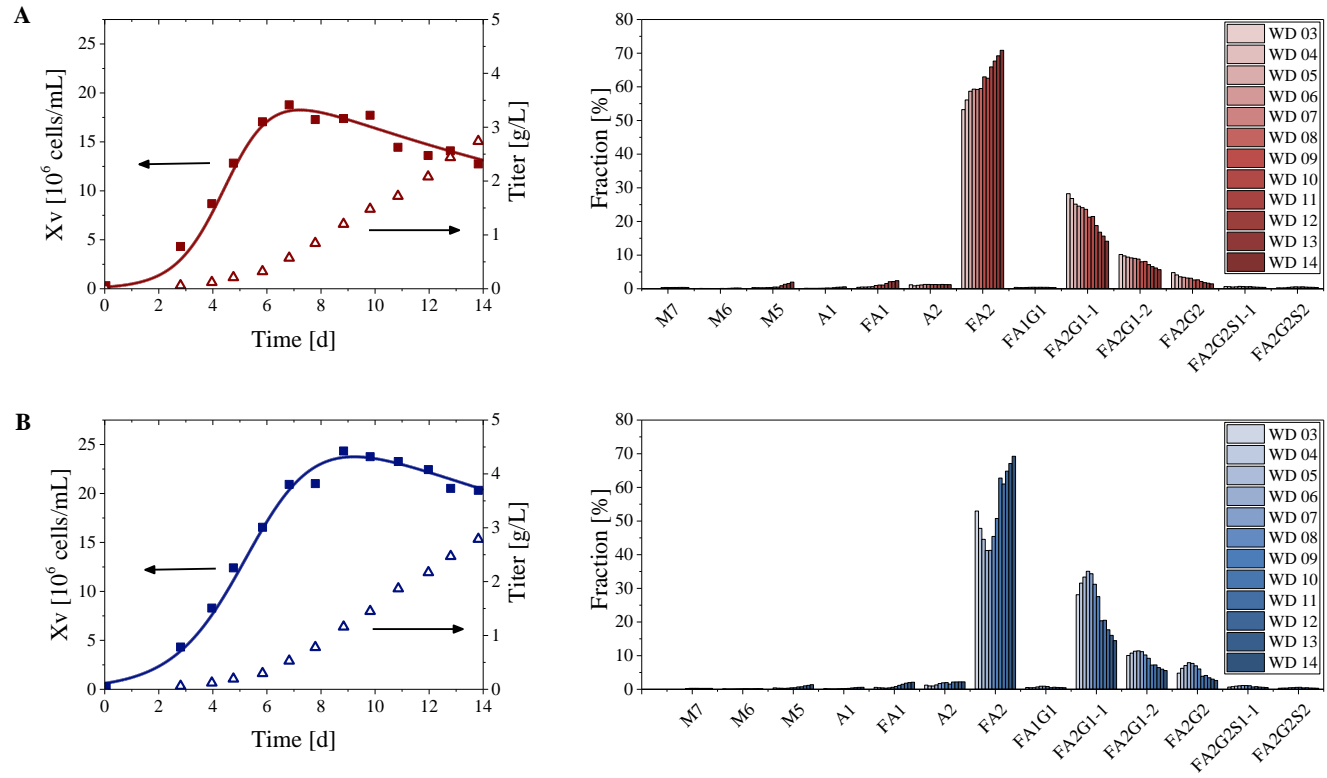 A
Xv [10^6 cells/mL]
25
20
15
10
5
0
0 2 4 6 8 10 12 14
Time [d]
5
4
3
2
1
0
Titer [g/L]
Fraction [%]
80
70
60
50
40
30
20
10
0
M7 M6 M5 A1 FA1 A2 FA2 FA1G1 FA2G1-1 FA2G1-2 FA2G2 FA2G2S1-1 FA2G2S2
WD 03
WD 04
WD 05
WD 06
WD 07
WD 08
WD 09
WD 10
WD 11
WD 12
WD 13
WD 14
B
Xv [10^6 cells/mL]
25
20
15
10
5
0
0 2 4 6 8 10 12 14
Time [d]
5
4
3
2
1
0
Titer [g/L]
Fraction [%]
80
70
60
50
40
30
20
10
0
M7 M6 M5 A1 FA1 A2 FA2 FA1G1 FA2G1-1 FA2G1-2 FA2G2 FA2G2S1-1 FA2G2S2
WD 03
WD 04
WD 05
WD 06
WD 07
WD 08
WD 09
WD 10
WD 11
WD 12
WD 13
WD 14